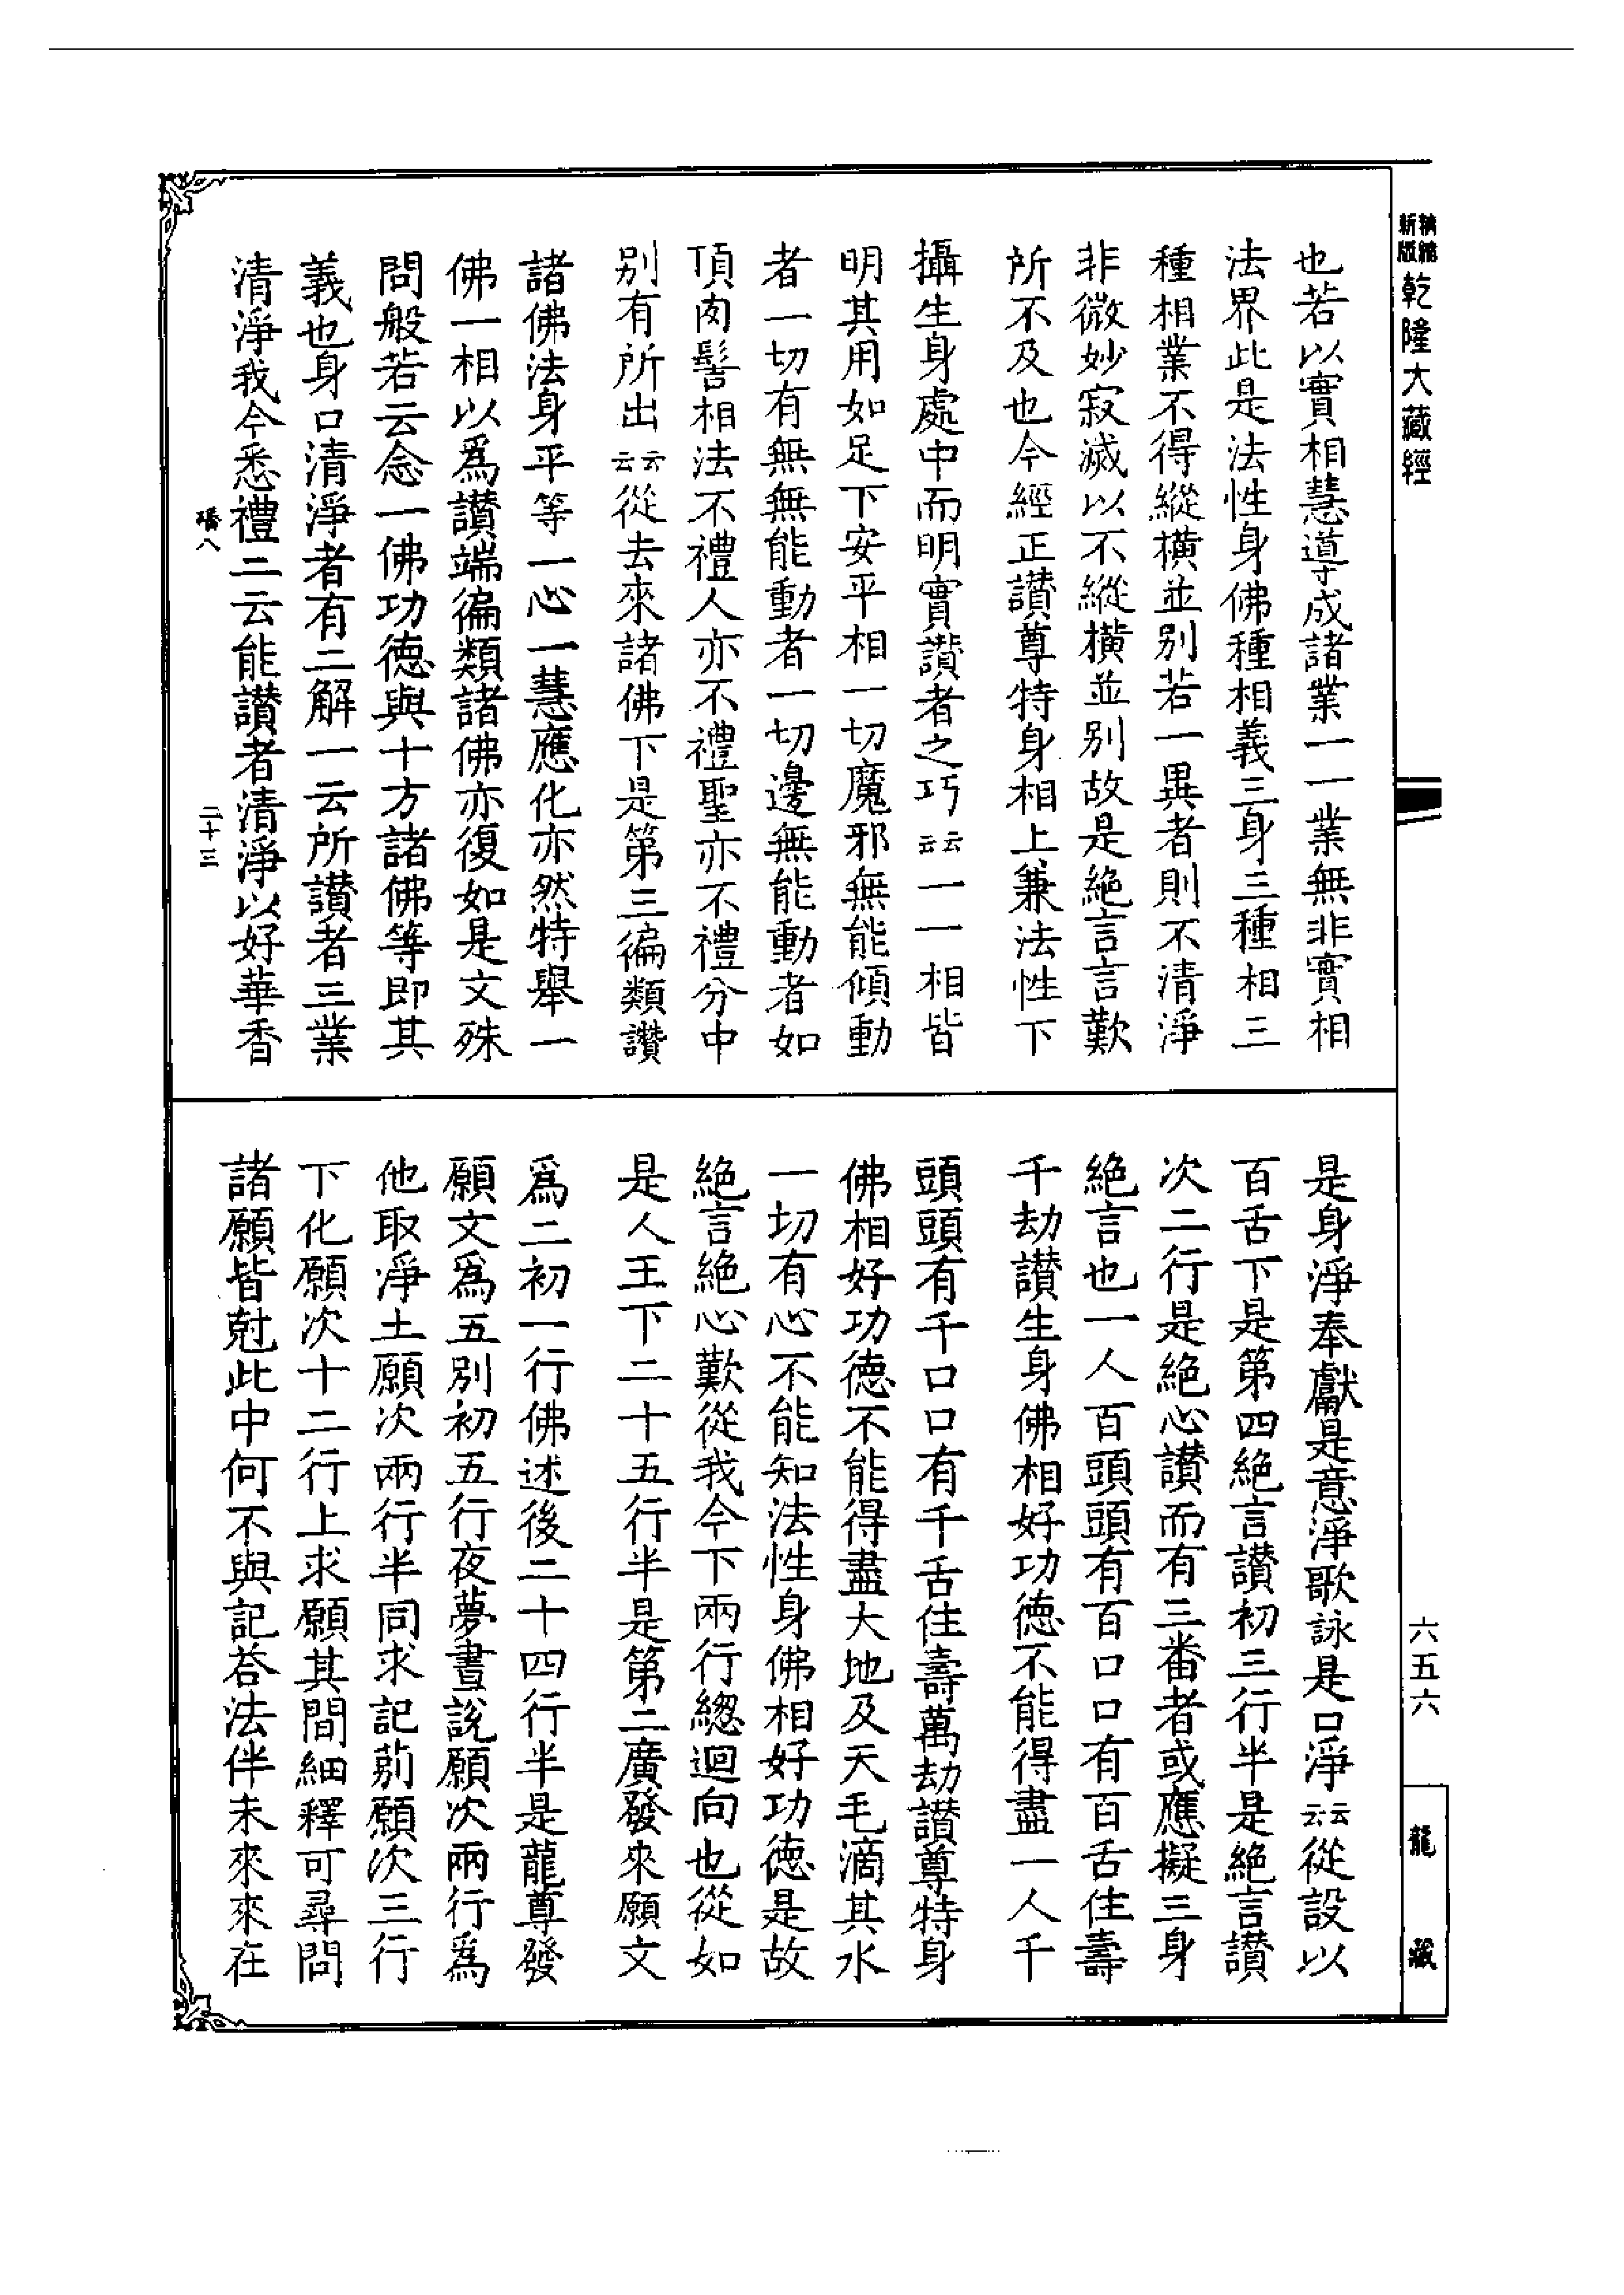 新版精縮乾隆大藏經
也若以實相慧導成諸業一一業無非實相
法界此是法性身佛種相義三身三種相三
種相業不得縱橫並别若一異者則不清淨
非微妙寂滅以不縱橫並别故是絶言言歎
所不及也今經正讃尊特身相上兼法性下
攝生身處中而明實讃者之巧云云一一相皆
明其用如足下安平相一切魔邪無能傾動
者一切有無無能動者一切邊無能動者如
頂肉髻相法不禮人亦不禮聖亦不禮分中
别有所出云云從去來諸佛下是第三徧類讃
諸佛法身平等一心一慧應化亦然特舉一
佛一相以爲讃端徧類諸佛亦復如是文殊
問般若云念一佛功德與十方諸佛等即其
義也身口清淨者有二解一云所讃者三業
清淨我今悉禮二云能讃者清淨以好華香
二十三
是身淨奉獻是意淨歌詠是口淨云云從設以
百舌下是第四絶言讃初三行半是絶言讃
次二行是絶心讃而有三番者或應擬三身
絶言也一人百頭頭有百口口有百舌住壽
千劫讃生身佛相好功德不能得盡一人千
頭頭有千口口有千舌住壽萬劫讃尊特身
佛相好功德不能得盡大地及天毛滴其水
一切有心不能知法性身佛相好功德是故
絶言絶心歎從我今下兩行總迴向也從如
是人王下二十五行半是第二廣發來願文
爲二初一行佛述後二十四行半是龍尊發
願文爲五別初五行夜夢晝說願次兩行爲
他取淨土願次兩行半同求記莂願次三行
下化願次十二行上求願其間細釋可尋問
諸願皆尅此中何不與記荅法伴未來來在
六五六
龍藏